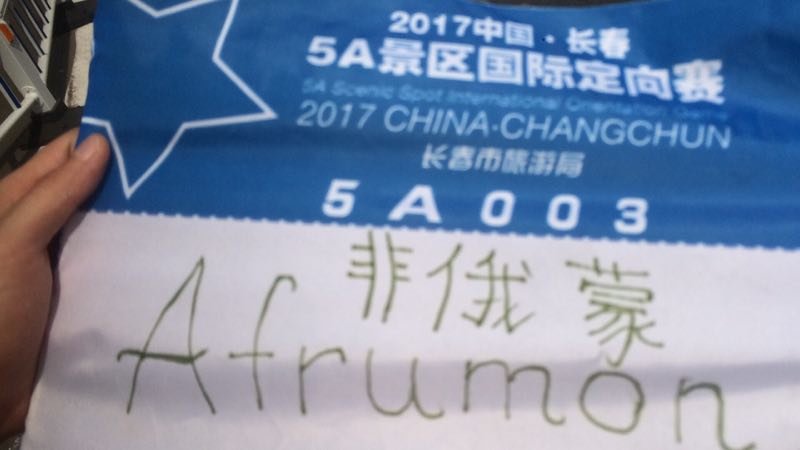 2017中国·长春
5A景区国际定向赛
5A Scenic Spot International Orientation Game
2017 CHINA·CHANGCHUN
长春市旅游局
5A003
非俄蒙
Afrumon